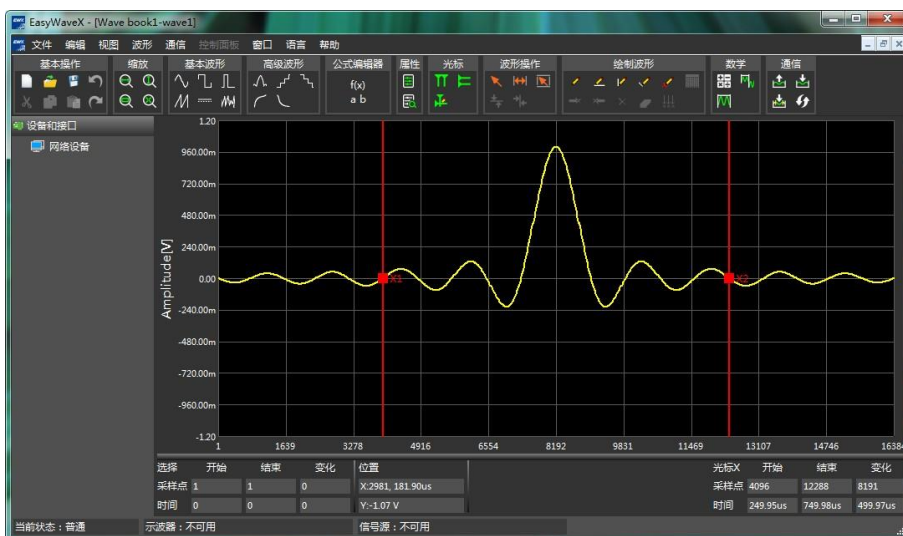 EasyWaveX - [Wave book1-wave1]
文件 编辑 视图 波形 通信 控制面板 窗口 语言 帮助
基本操作 缩放 基本波形 高级波形 公式编辑器 属性 光标 波形操作 绘制波形 数学 通信
f(x)
a b
设备和接口
网络设备
1.20
960.00m
720.00m
480.00m
240.00m
0.00
-240.00m
-480.00m
-720.00m
-960.00m
-1.20
Amplitude[V]
X1
X2
1 1639 3278 4916 6554 8192 9831 11469 13107 14746 16384
选择 开始 结束 变化 位置 光标X 开始 结束 变化
采样点 1 1 0 X:2981, 181.90us 采样点 4096 12288 8191
时间 0 0 0 Y:-1.07 V 时间 249.95us 749.98us 499.97us
当前状态：普通 示波器：不可用 信号源：不可用